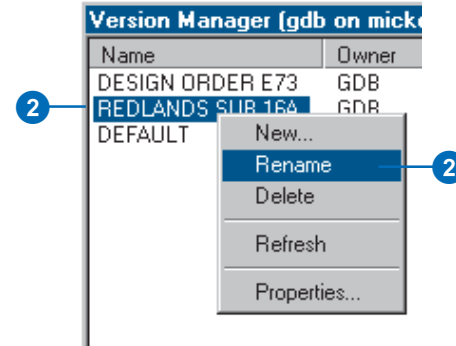 Version Manager (gdb on micke
Name Owner
DESIGN ORDER E73 GDB
2 REDLANDS SUB 16A GDB
DEFAULT
New...
Rename 2
Delete
Refresh
Properties...